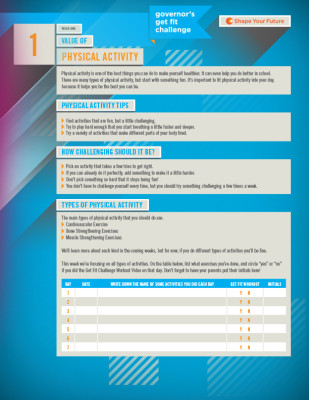 governor's
get fit
challenge
Shape Your Future
1
WEEK ONE
VALUE OF
PHYSICAL ACTIVITY
Physical activity is one of the best things you can do to make yourself healthier. It can even help you do better in school.
There are many types of physical activity, but start with something fun. It's important to fit physical activity into your day,
because it helps you be the best you can be.
PHYSICAL ACTIVITY TIPS
Find activities that are fun, but a little challenging.
Try to play hard enough that you start breathing a little faster and deeper.
Try a variety of activities that make different parts of your body tired.
HOW CHALLENGING SHOULD IT BE?
Pick an activity that takes a few tries to get right.
If you can already do it perfectly, add something to make it a little harder.
Don't pick something so hard that it stops being fun!
You don't have to challenge yourself every time, but you should try something challenging a few times a week.
TYPES OF PHYSICAL ACTIVITY
The main types of physical activity that you should do are:
Cardiovascular Exercise
Bone Strengthening Exercises
Muscle Strengthening Exercises
We'll learn more about each kind in the coming weeks, but for now, if you do different types of activities you'll be fine.
This week we're focusing on all types of activities. On the table below, list what exercises you've done, and circle "yes" or "no"
if you did the Get Fit Challenge Workout Video on that day. Don't forget to have your parents put their initials here!
DAY DATE WRITE DOWN THE NAME OF SOME ACTIVITIES YOU DID EACH DAY GET FIT WORKOUT INITIALS
1 Y N
2 Y N
3 Y N
4 Y N
5 Y N
6 Y N
7 Y N